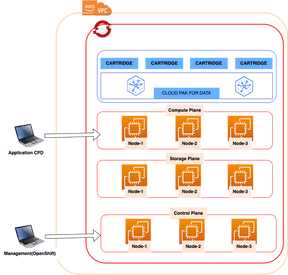 VPC
CARTRIDGE CARTRIDGE CARTRIDGE CARTRIDGE
CLOUD PAK FOR DATA
Compute Plane
Node-1 Node-2 Node-3
Application CPD
Storage Plane
Node-1 Node-2 Node-3
Control Plane
Node-1 Node-2 Node-3
Management(OpenShift)